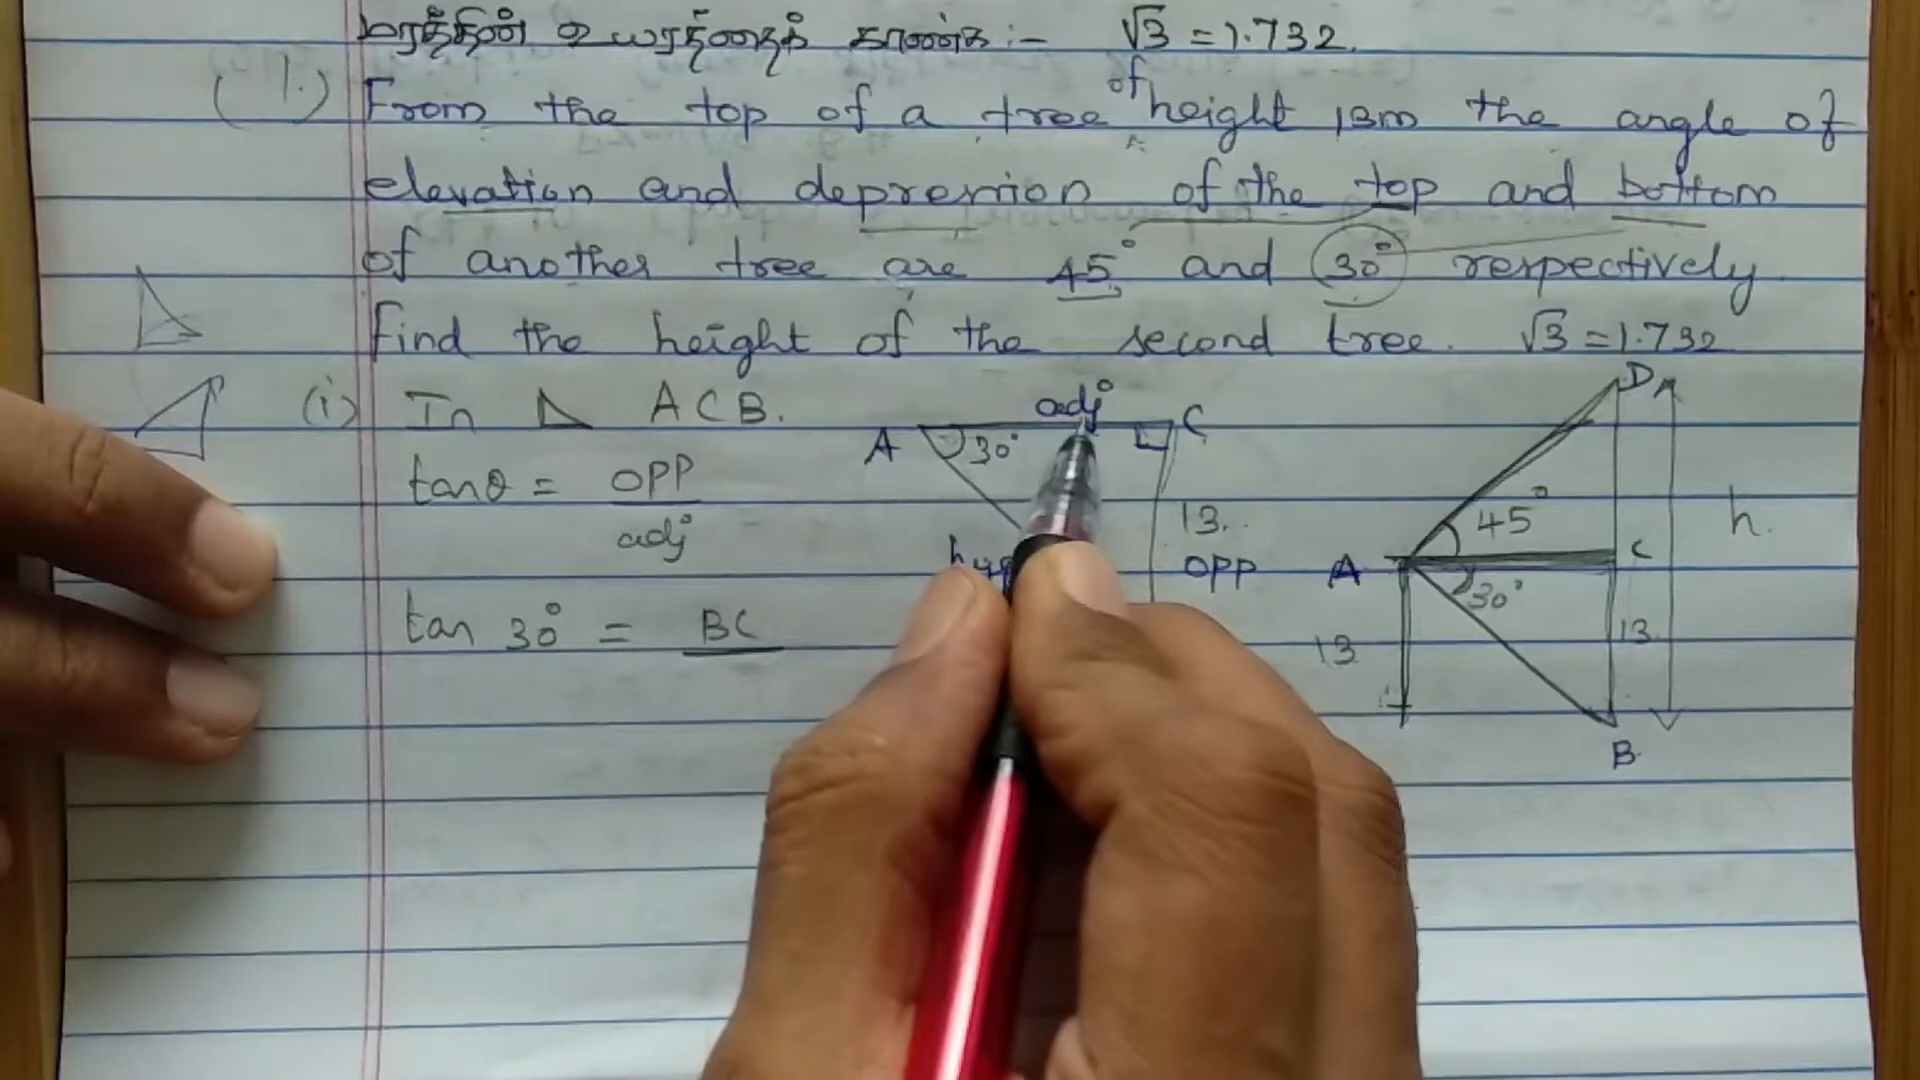 மரத்தின் உயரத்தைக் காண்க :- √3 = 1.732.
(1.) From the top of a tree of height 13m the angle of
elevation and depression of the top and bottom
of another tree are 45° and 30° respectively
Find the height of the second tree. √3 = 1.732
(i) In △ ACB.
tanθ = opp
adj
tan 30° = BC
adj
A 30° C
13.
opp
D
45°
h.
A C
30°
13 13
B